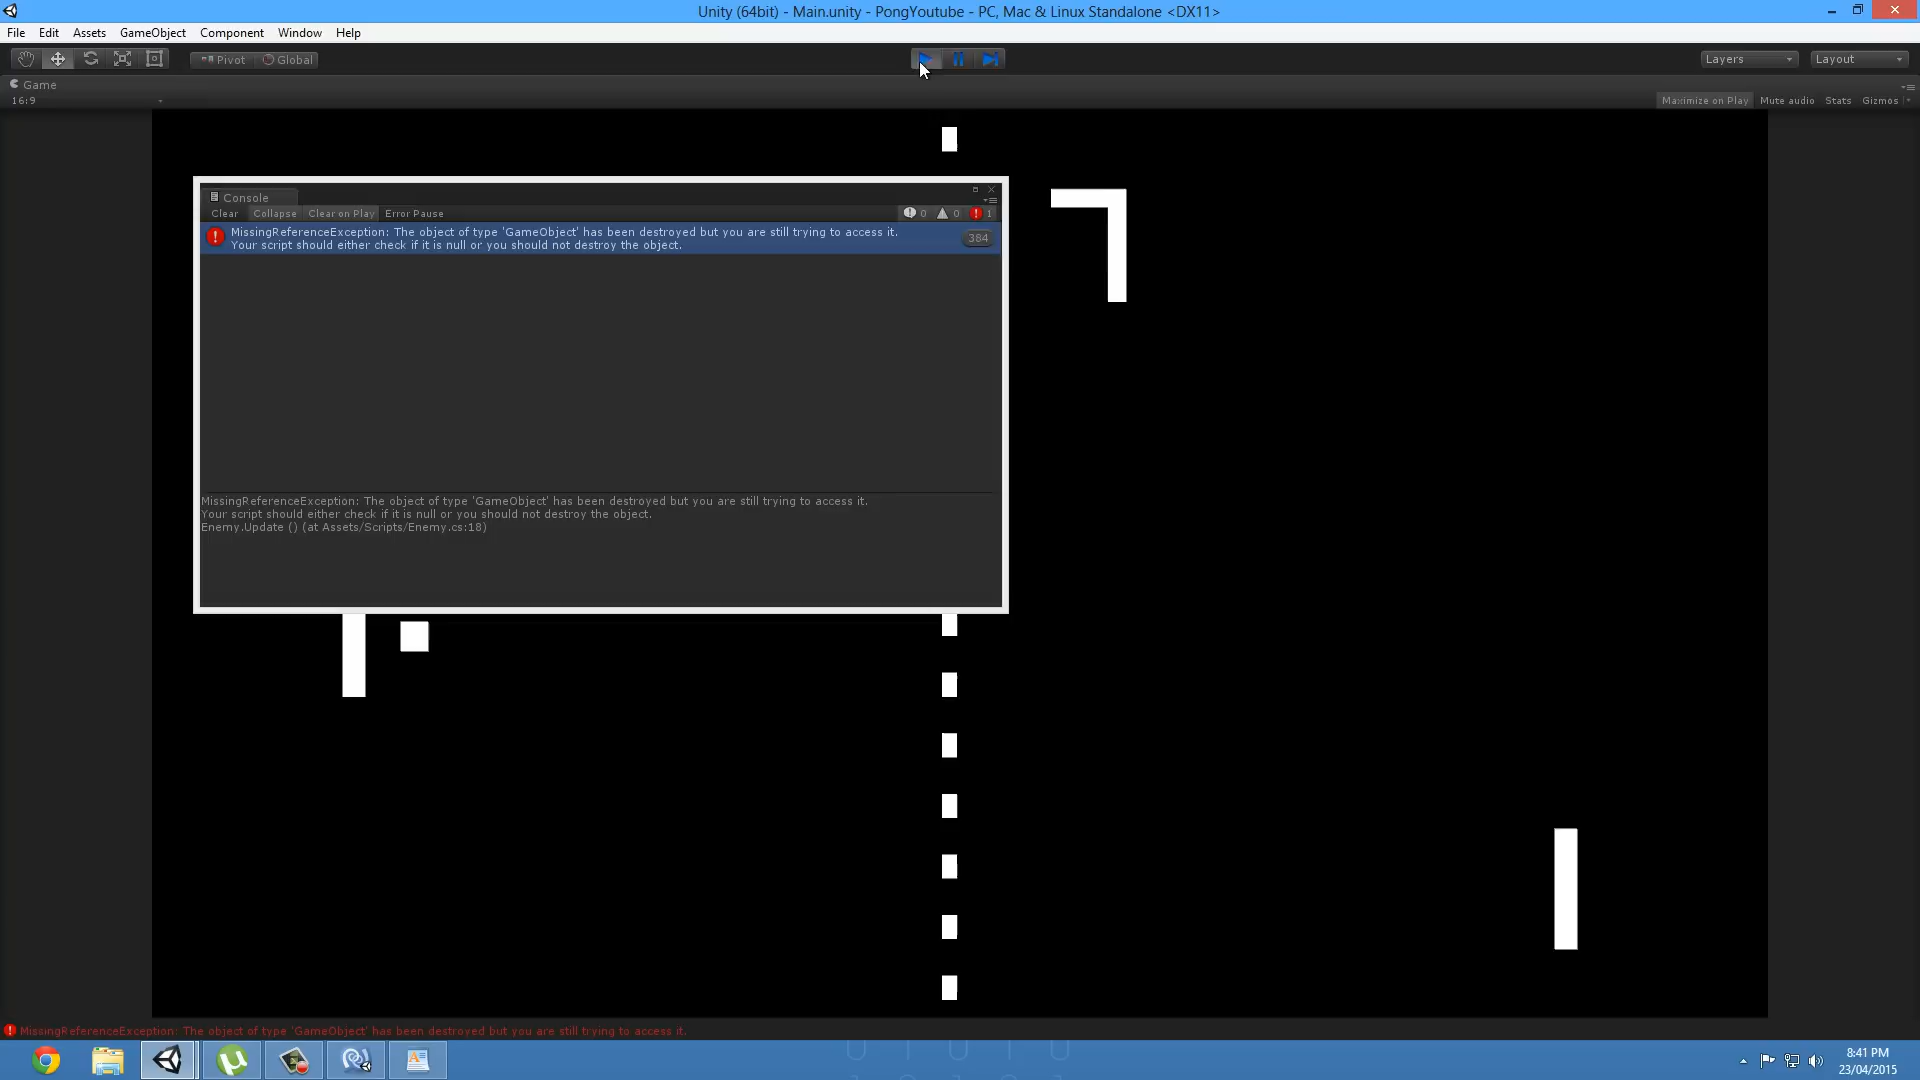 Unity (64bit) - Main.unity - PongYoutube - PC, Mac & Linux Standalone <DX11>
File Edit Assets GameObject Component Window Help
Pivot Global Layers Layout
Game
16:9 Maximize on Play Mute audio Stats Gizmos
Console
Clear Collapse Clear on Play Error Pause 0 0 1
MissingReferenceException: The object of type 'GameObject' has been destroyed but you are still trying to access it.
Your script should either check if it is null or you should not destroy the object.
384
MissingReferenceException: The object of type 'GameObject' has been destroyed but you are still trying to access it.
Your script should either check if it is null or you should not destroy the object.
Enemy.Update () (at Assets/Scripts/Enemy.cs:18)
MissingReferenceException: The object of type 'GameObject' has been destroyed but you are still trying to access it.
8:41 PM
23/04/2015